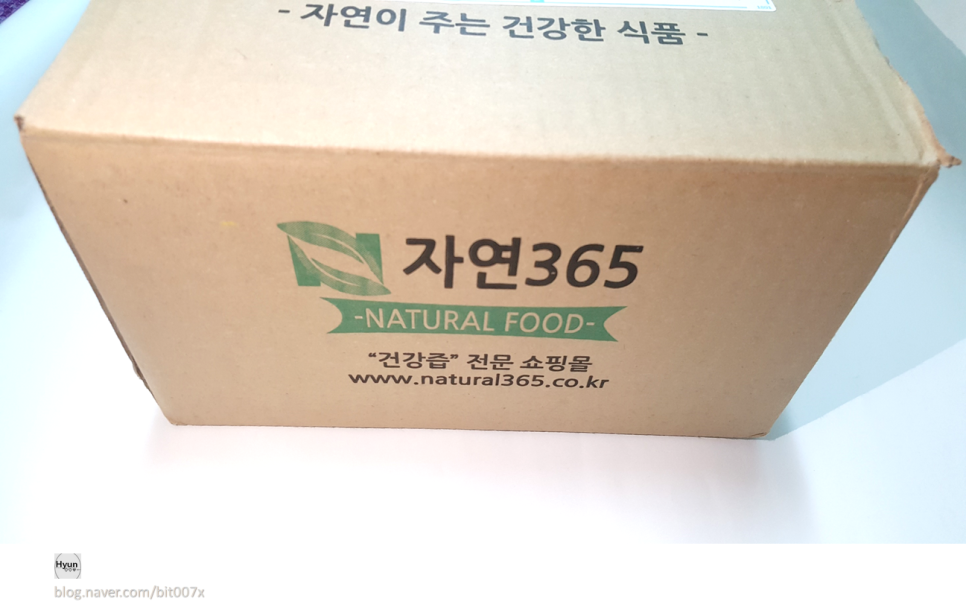 - 자연이 주는 건강한 식품 -
자연365
-NATURAL FOOD-
“건강즙” 전문 쇼핑몰
www.natural365.co.kr
Hyun
blog.naver.com/bit007x